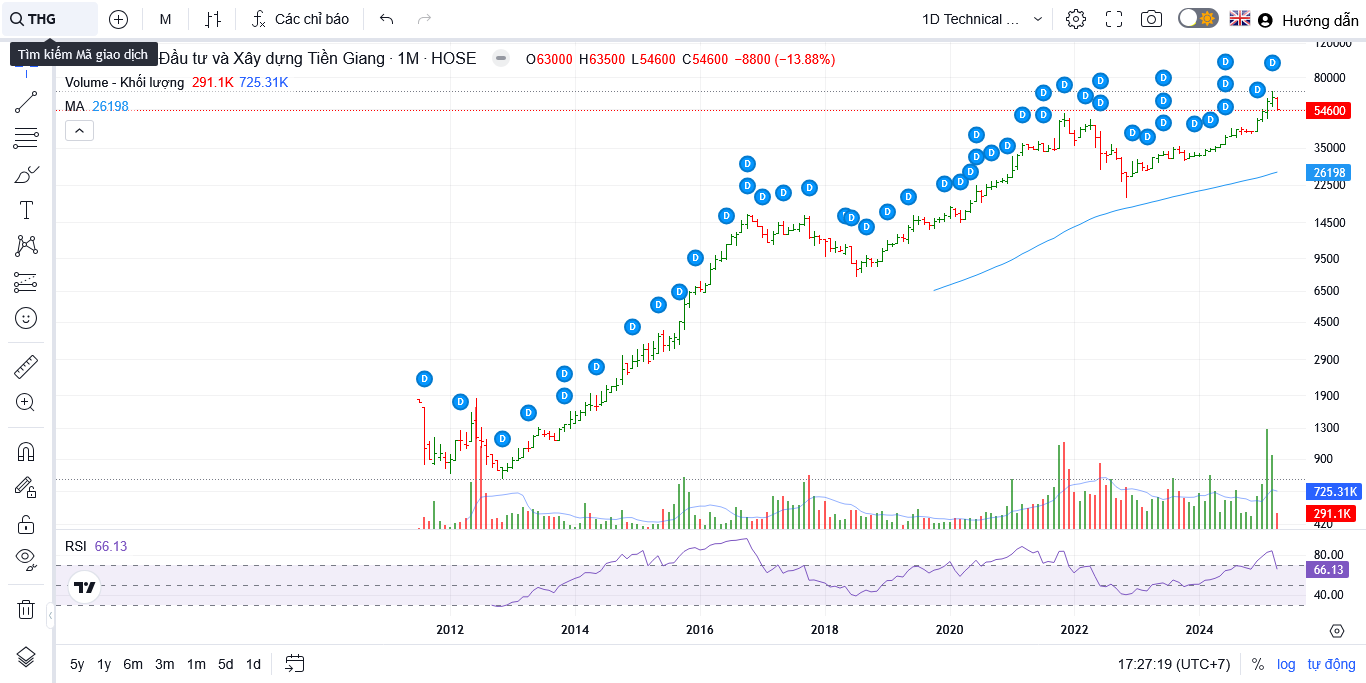 THG
M
Các chỉ báo
1D Technical ...
Hướng dẫn
Tìm kiếm Mã giao dịch
Đầu tư và Xây dựng Tiền Giang · 1M · HOSE
O63000 H63500 L54600 C54600 −8800 (−13.88%)
Volume - Khối lượng 291.1K 725.31K
MA 26198
120000
80000
54600
35000
26198
22500
14500
9500
6500
4500
2900
1900
1300
900
725.31K
291.1K
420
D D D D D D D D D D D D D D D D D D D D D D D D D D D D D D D D D D D D D D D D D D D D D D D D D D
RSI 66.13
80.00
66.13
40.00
2012 2014 2016 2018 2020 2022 2024
5y 1y 6m 3m 1m 5d 1d
17:27:19 (UTC+7) % log tự động